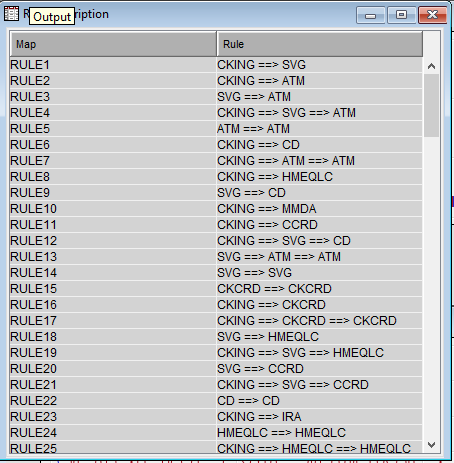 Output ription
Map Rule
RULE1 CKING ==> SVG
RULE2 CKING ==> ATM
RULE3 SVG ==> ATM
RULE4 CKING ==> SVG ==> ATM
RULE5 ATM ==> ATM
RULE6 CKING ==> CD
RULE7 CKING ==> ATM ==> ATM
RULE8 CKING ==> HMEQLC
RULE9 SVG ==> CD
RULE10 CKING ==> MMDA
RULE11 CKING ==> CCRD
RULE12 CKING ==> SVG ==> CD
RULE13 SVG ==> ATM ==> ATM
RULE14 SVG ==> SVG
RULE15 CKCRD ==> CKCRD
RULE16 CKING ==> CKCRD
RULE17 CKING ==> CKCRD ==> CKCRD
RULE18 SVG ==> HMEQLC
RULE19 CKING ==> SVG ==> HMEQLC
RULE20 SVG ==> CCRD
RULE21 CKING ==> SVG ==> CCRD
RULE22 CD ==> CD
RULE23 CKING ==> IRA
RULE24 HMEQLC ==> HMEQLC
RULE25 CKING ==> HMEQLC ==> HMEQLC